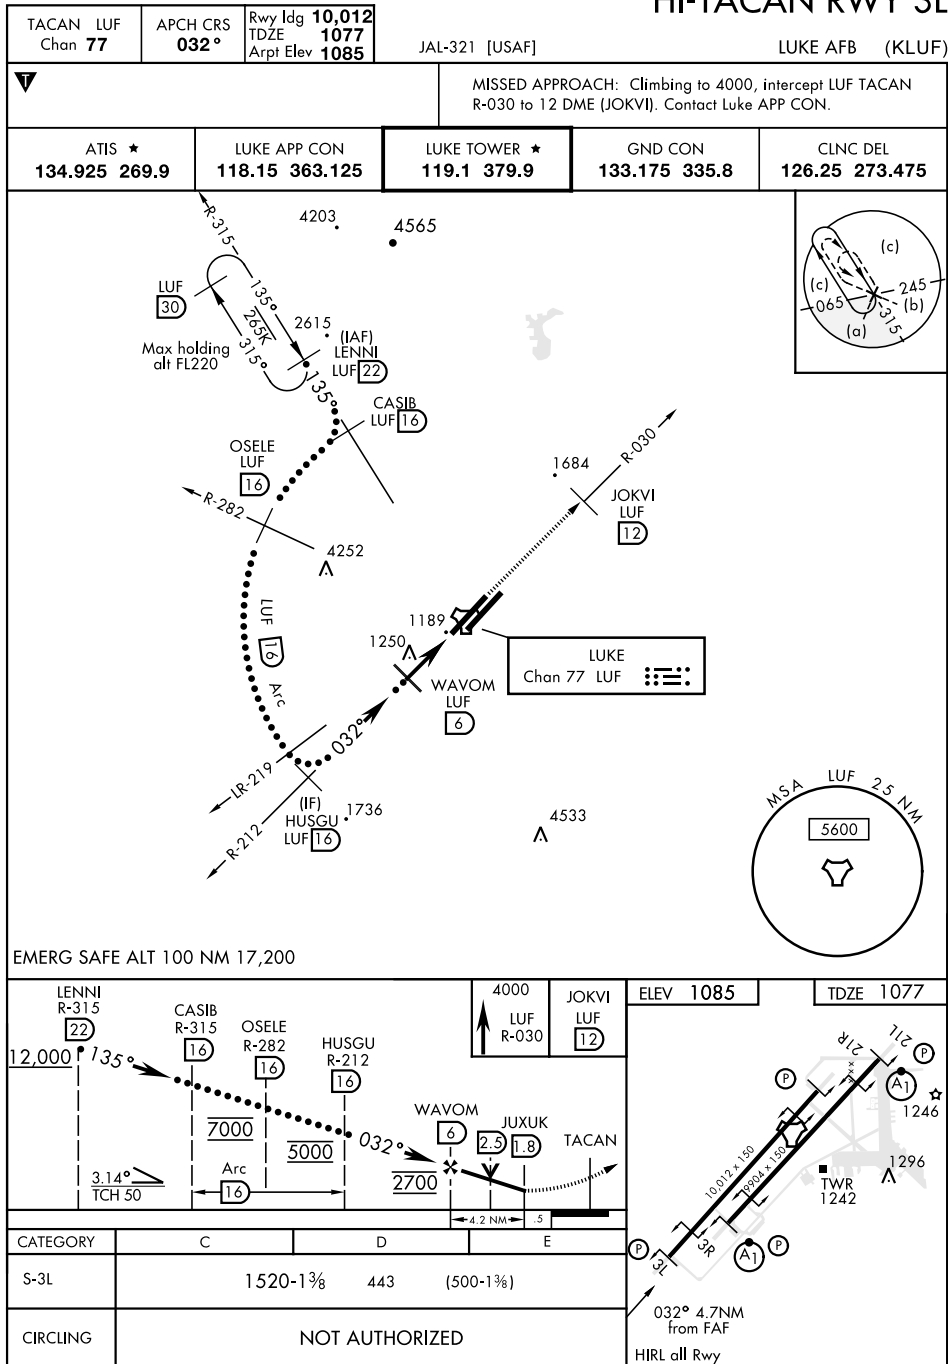 HI-TACAN RWY 3L
TACAN LUF
Chan 77
APCH CRS
032°
Rwy ldg 10,012
TDZE 1077
Arpt Elev 1085
JAL-321 [USAF]
LUKE AFB (KLUF)
T
MISSED APPROACH: Climbing to 4000, intercept LUF TACAN
R-030 to 12 DME (JOKVI). Contact Luke APP CON.
ATIS ★
134.925 269.9
LUKE APP CON
118.15 363.125
LUKE TOWER ★
119.1 379.9
GND CON
133.175 335.8
CLNC DEL
126.25 273.475
R-315
4203
4565
LUF
30
135°
265K
315°
Max holding
alt FL220
2615
(IAF)
LENNI
LUF 22
135°
CASIB
LUF 16
OSELE
LUF
16
R-282
4252
1684
R-030
JOKVI
LUF
12
(c)
(c)
245
065
(b)
(a)
315
LUF
16
Arc
1189
1250
WAVOM
LUF
6
LUKE
Chan 77 LUF
032°
LR-219
(IF)
HUSGU
LUF 16
R-212
1736
4533
MSA LUF 25 NM
5600
EMERG SAFE ALT 100 NM 17,200
LENNI
R-315
22
12,000
135°
CASIB
R-315
16
OSELE
R-282
16
HUSGU
R-212
16
7000
5000
032°
2700
Arc
16
3.14°
TCH 50
WAVOM
6
2.5
JUXUK
1.8
TACAN
4.2 NM
.5
4000
LUF
R-030
JOKVI
LUF
12
ELEV 1085
TDZE 1077
21R
21L
P
P
A1
1246
1296
TWR
1242
10,012 x 150
9904 x 150
3L
3R
P
A1
P
032° 4.7NM
from FAF
HIRL all Rwy
CATEGORY C D E
S-3L 1520-1⅜ 443 (500-1⅜)
CIRCLING NOT AUTHORIZED